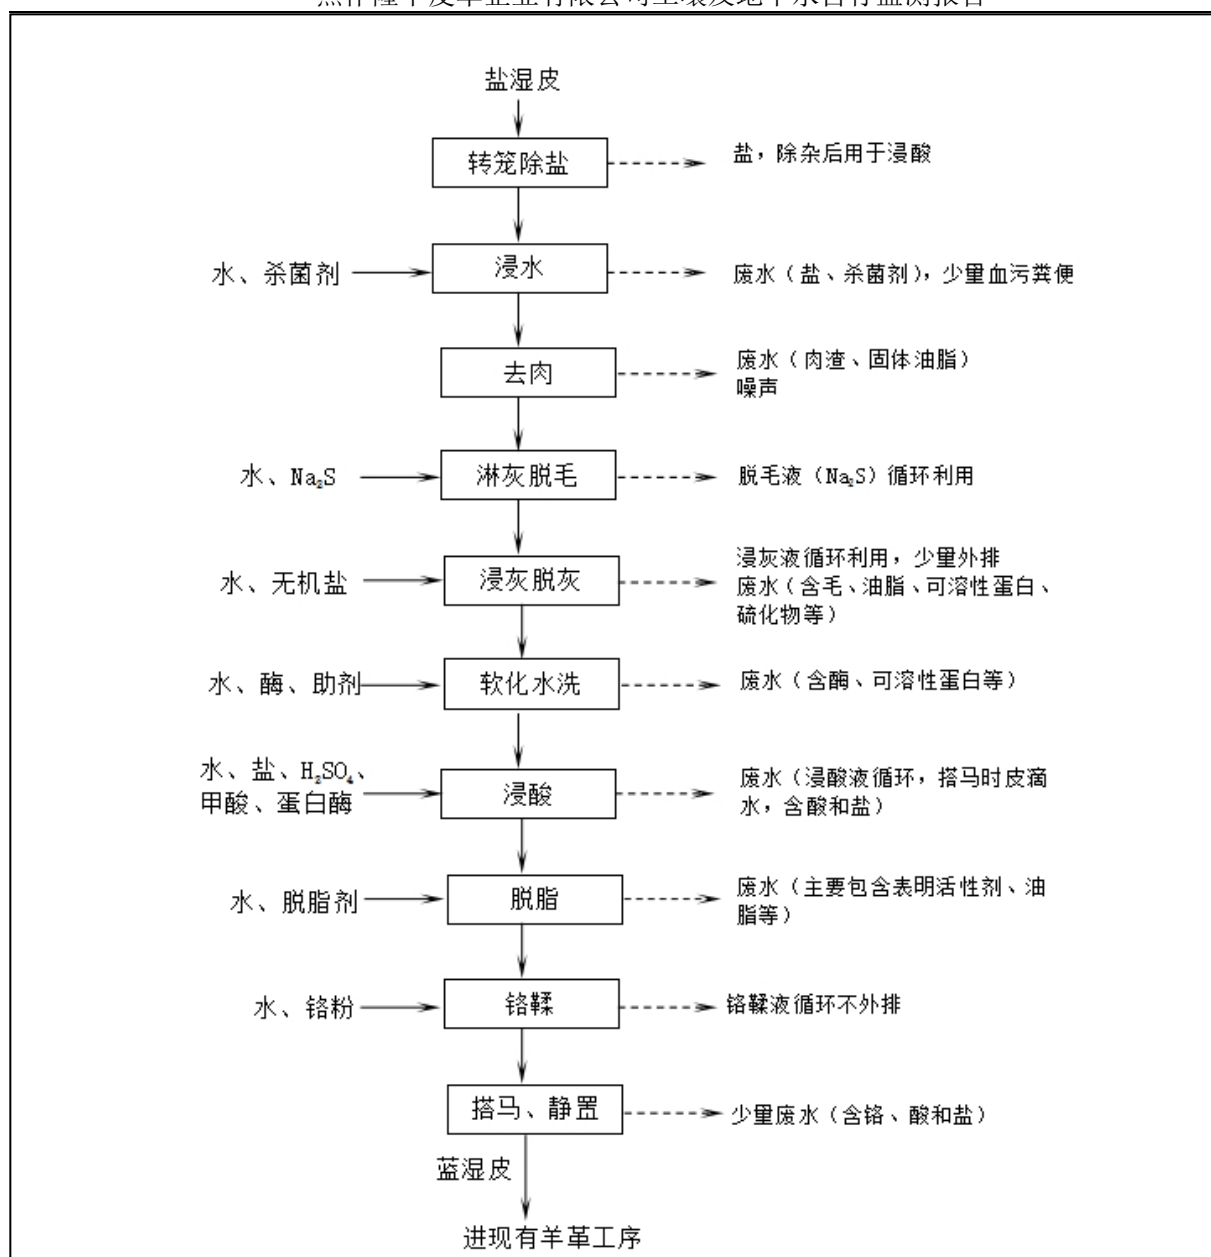 盐湿皮
转笼除盐
盐，除杂后用于浸酸
水、杀菌剂
浸水
废水（盐、杀菌剂），少量血污粪便
去肉
废水（肉渣、固体油脂）
噪声
水、Na₂S
淋灰脱毛
脱毛液（Na₂S）循环利用
水、无机盐
浸灰脱灰
浸灰液循环利用，少量外排
废水（含毛、油脂、可溶性蛋白、
硫化物等）
水、酶、助剂
软化水洗
废水（含酶、可溶性蛋白等）
水、盐、H₂SO₄、
甲酸、蛋白酶
浸酸
废水（浸酸液循环，搭马时皮滴
水，含酸和盐）
水、脱脂剂
脱脂
废水（主要包含表明活性剂、油
脂等）
水、铬粉
铬鞣
铬鞣液循环不外排
搭马、静置
少量废水（含铬、酸和盐）
蓝湿皮
进现有羊革工序